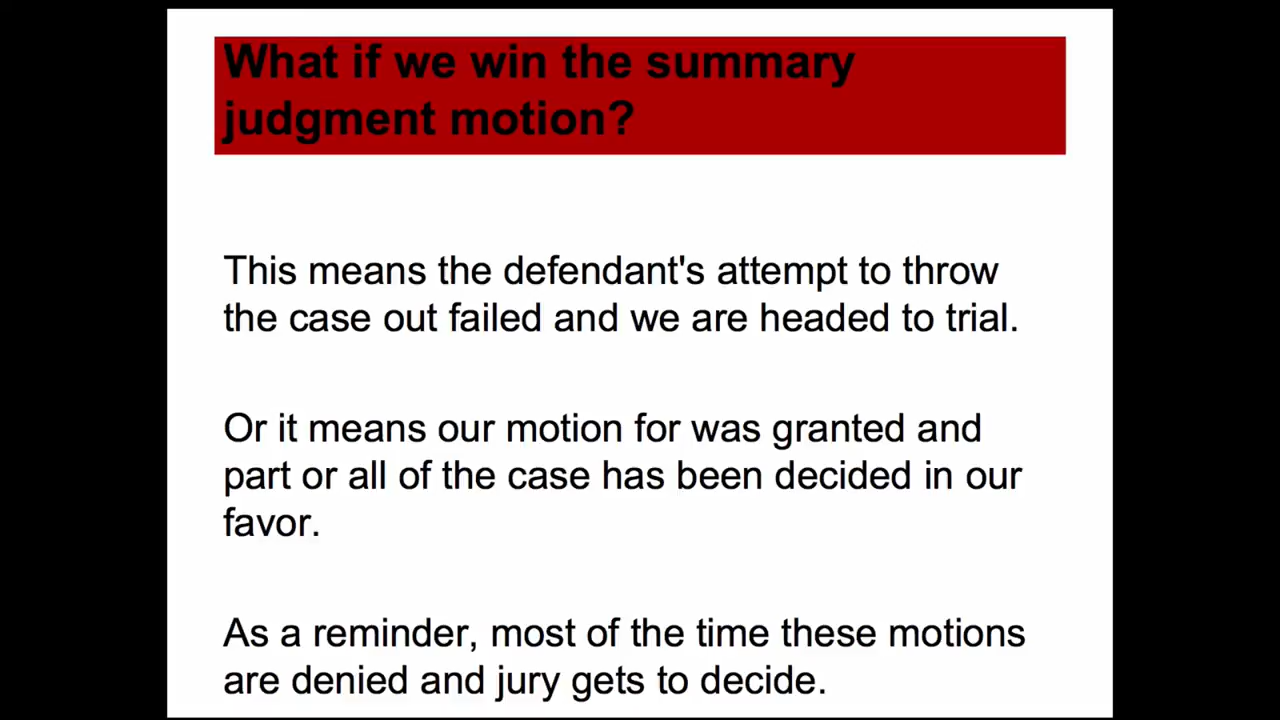 What if we win the summary
judgment motion?
This means the defendant's attempt to throw
the case out failed and we are headed to trial.
Or it means our motion for was granted and
part or all of the case has been decided in our
favor.
As a reminder, most of the time these motions
are denied and jury gets to decide.